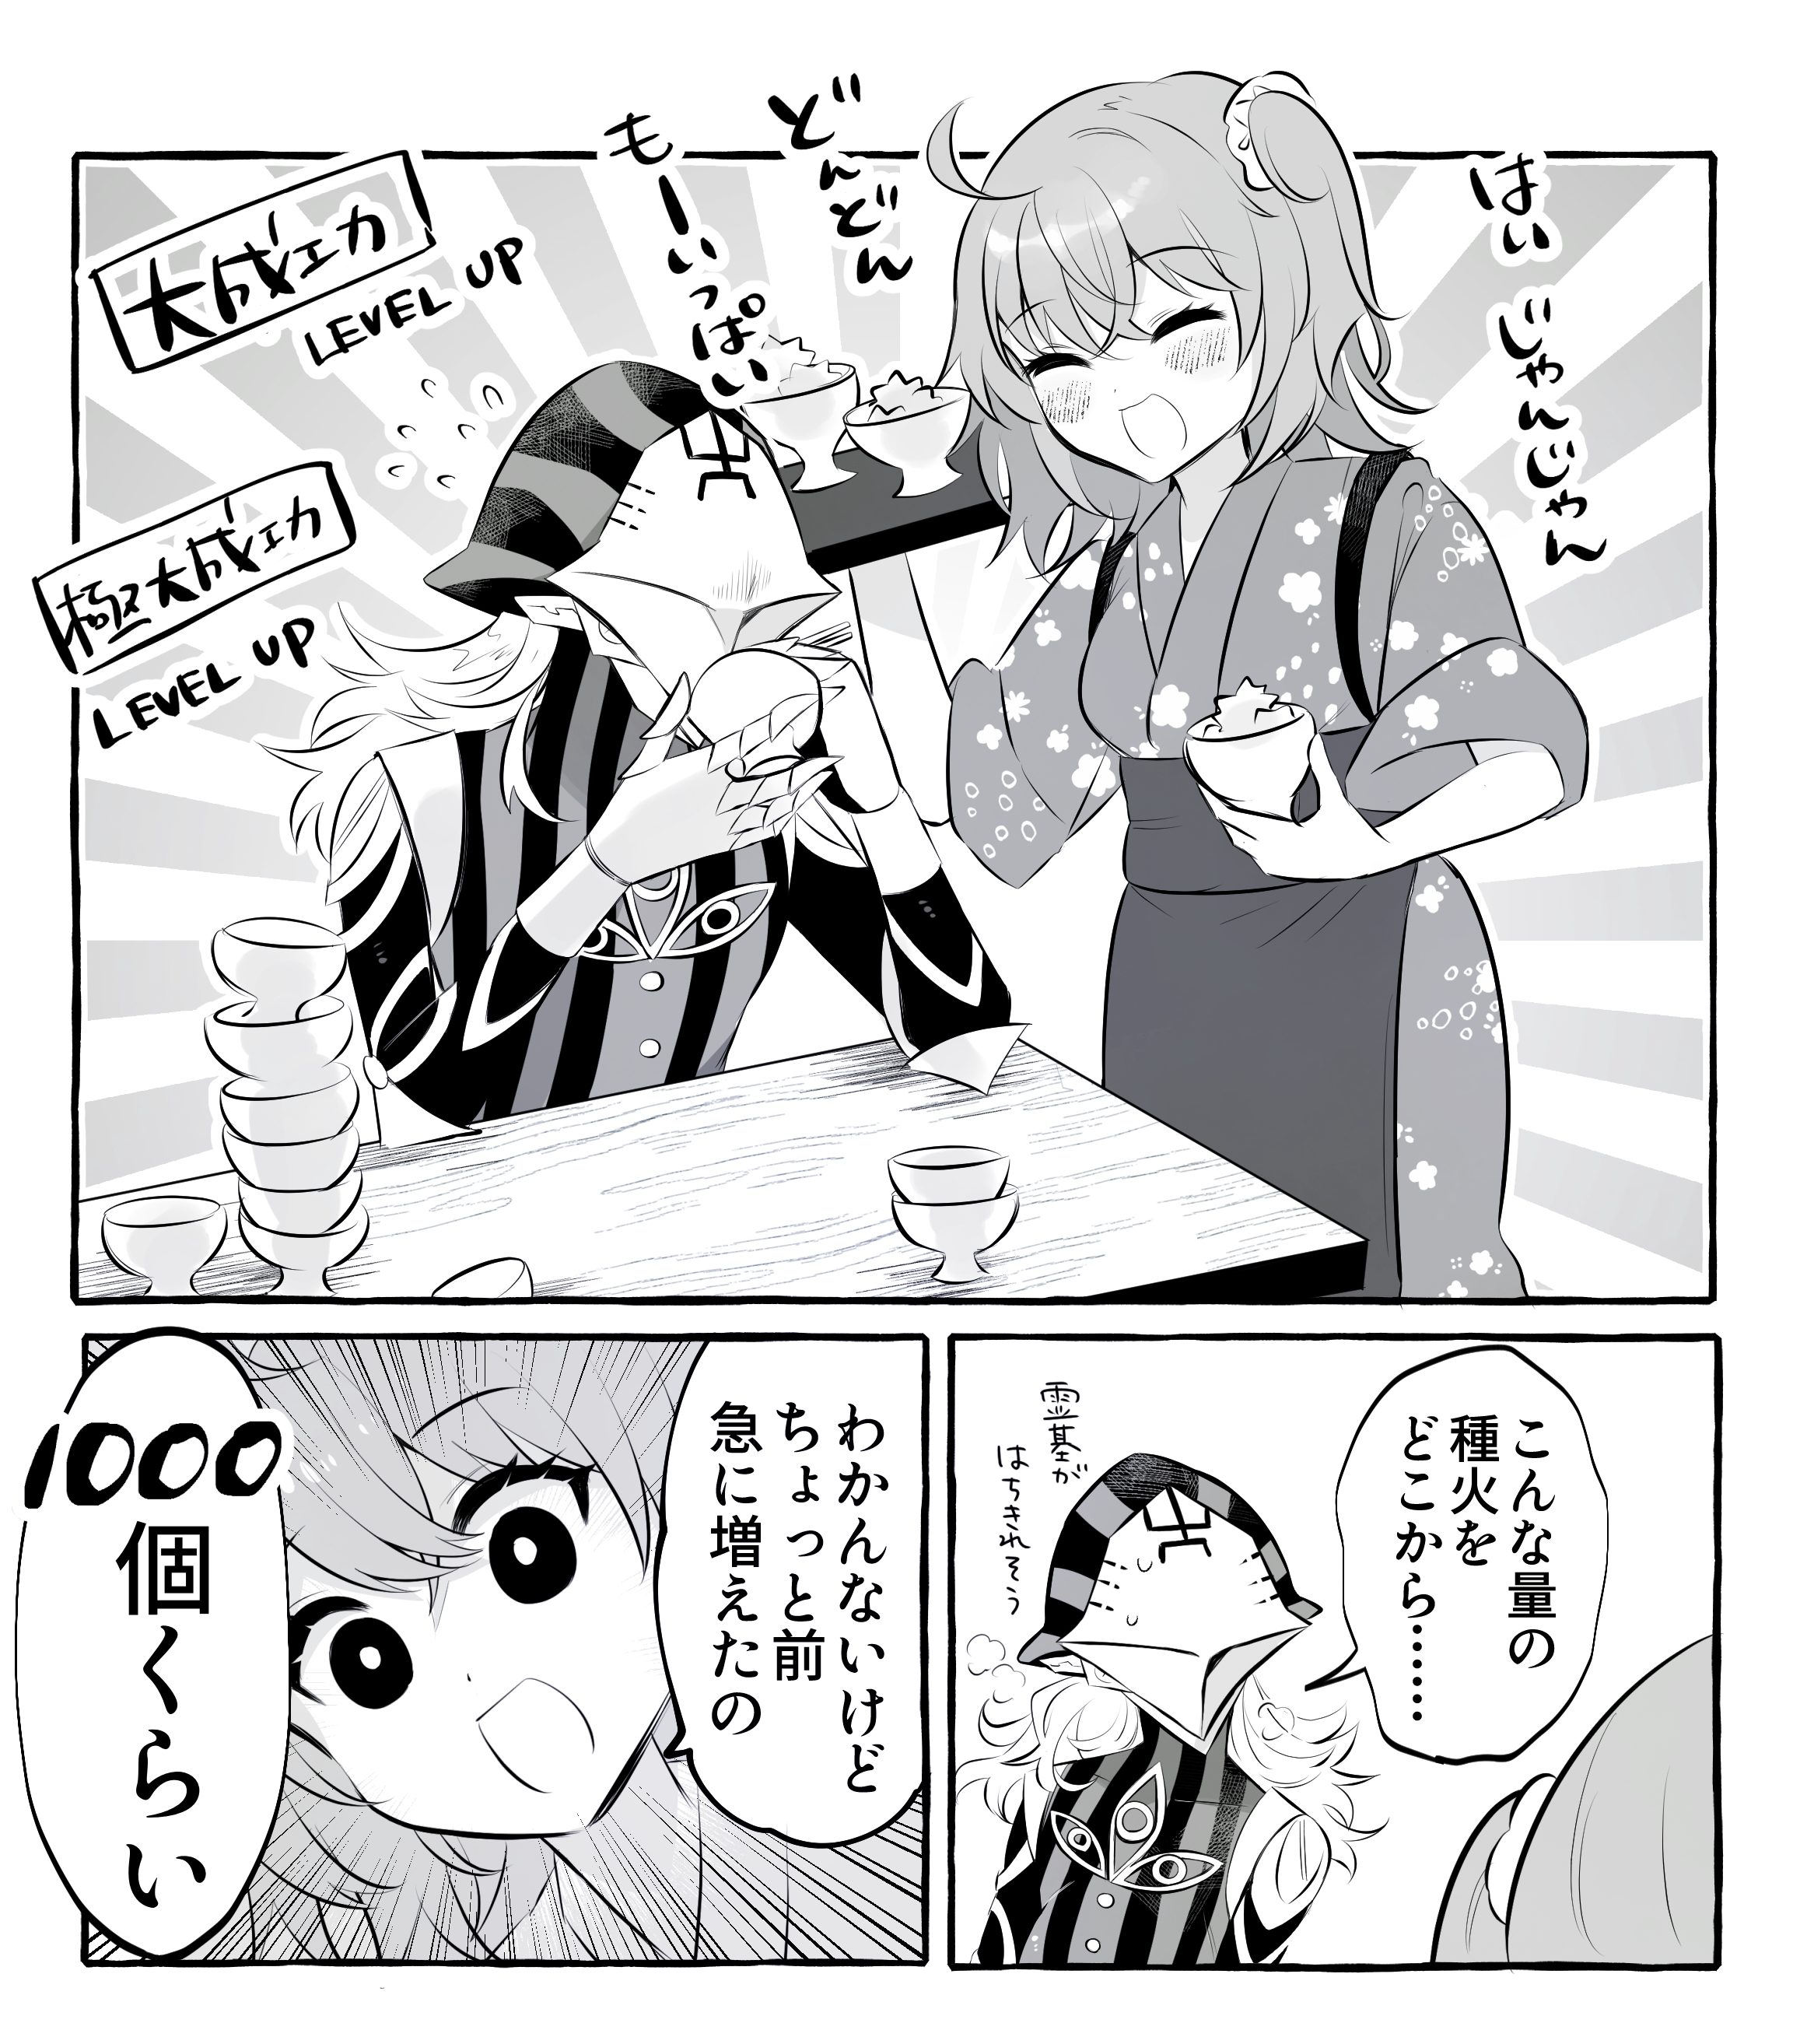 はい
じゃんじゃん
どんどん
もーいっぱい
大成功
LEVEL UP
極大成功
LEVEL UP
こんな量の
種火を
どこから……
霊基が
はちきれそう
わかんないけど
ちょっと前
急に増えたの
1000
個くらい